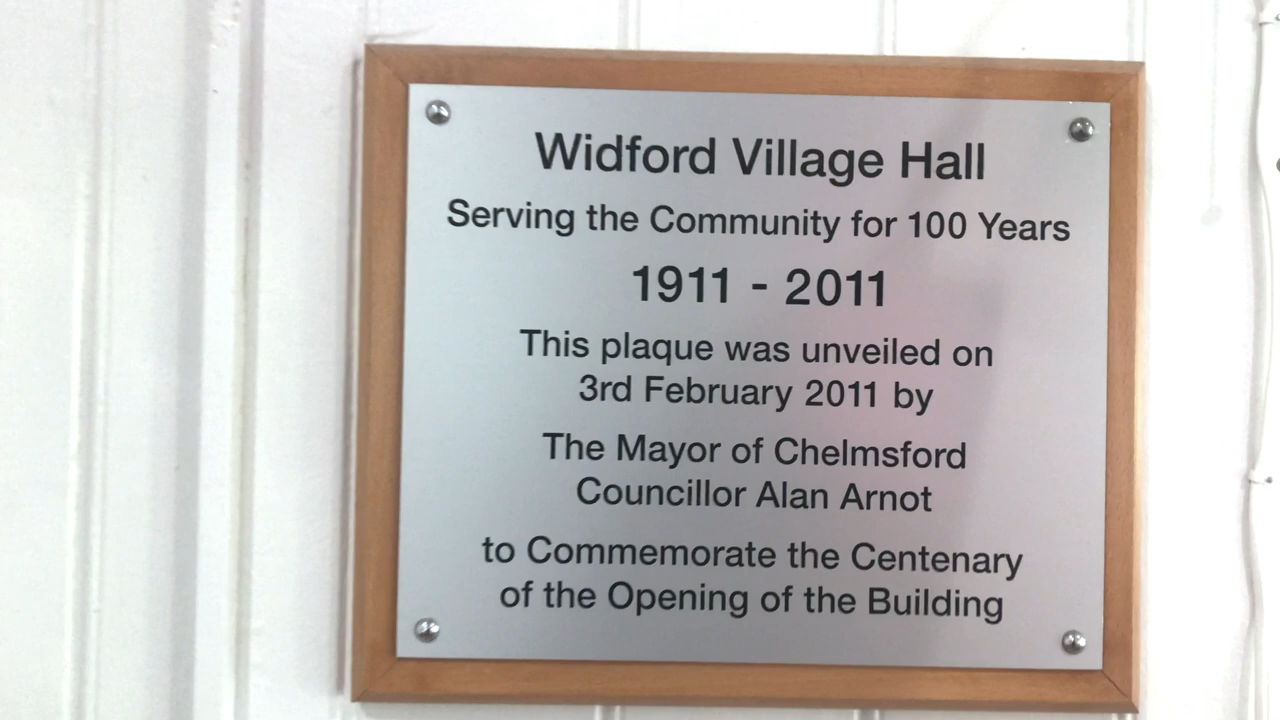 Widford Village Hall
Serving the Community for 100 Years
1911 - 2011
This plaque was unveiled on
3rd February 2011 by
The Mayor of Chelmsford
Councillor Alan Arnot
to Commemorate the Centenary
of the Opening of the Building